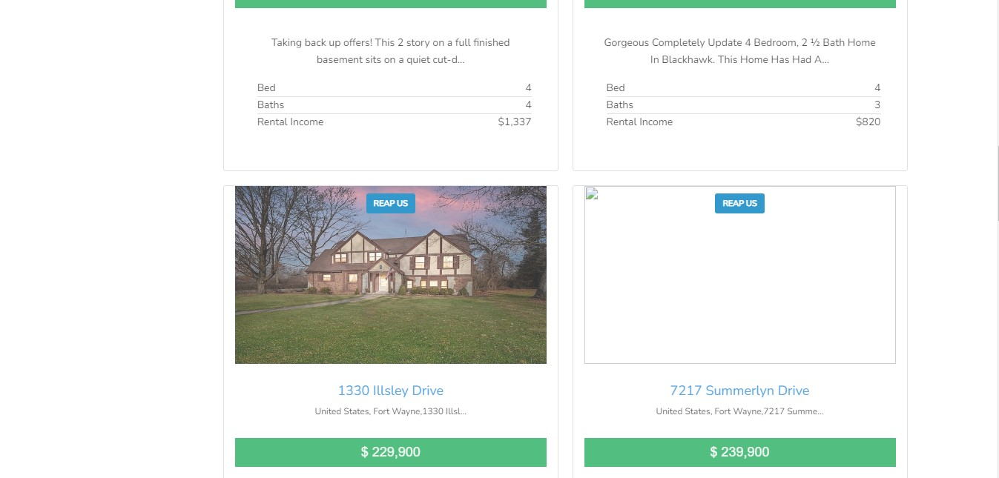 Taking back up offers! This 2 story on a full finished
basement sits on a quiet cut-d...
Bed 4
Baths 4
Rental Income $1,337
Gorgeous Completely Update 4 Bedroom, 2 ½ Bath Home
In Blackhawk. This Home Has Had A...
Bed 4
Baths 3
Rental Income $820
REAP US
1330 Illsley Drive
United States, Fort Wayne,1330 Illsl...
$ 229,900
REAP US
7217 Summerlyn Drive
United States, Fort Wayne,7217 Summe...
$ 239,900